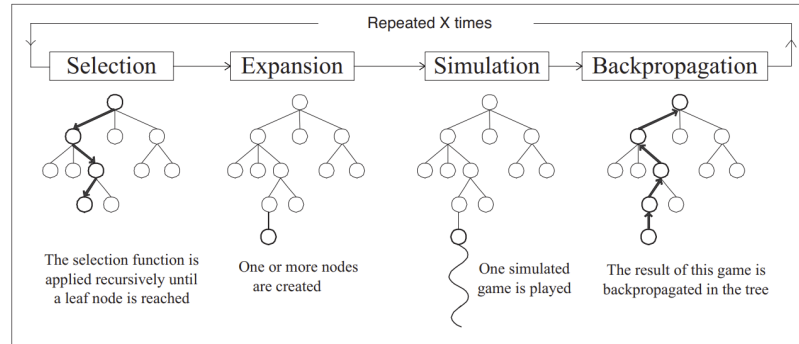 Repeated X times
Selection
Expansion
Simulation
Backpropagation
The selection function is
applied recursively until
a leaf node is reached
One or more nodes
are created
One simulated
game is played
The result of this game is
backpropagated in the tree